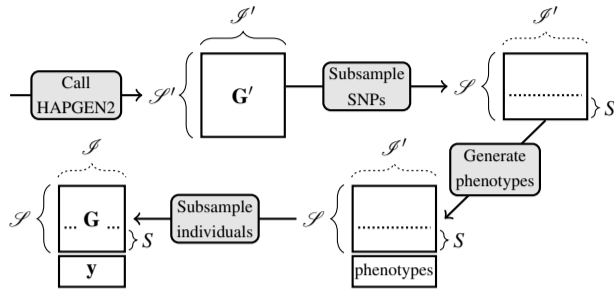 𝓘′
𝓘′
Call
HAPGEN2
𝒮′
G′
Subsample
SNPs
𝒮
S
Generate
phenotypes
𝓘
𝓘′
𝒮
... G ...
S
y
Subsample
individuals
𝒮
phenotypes